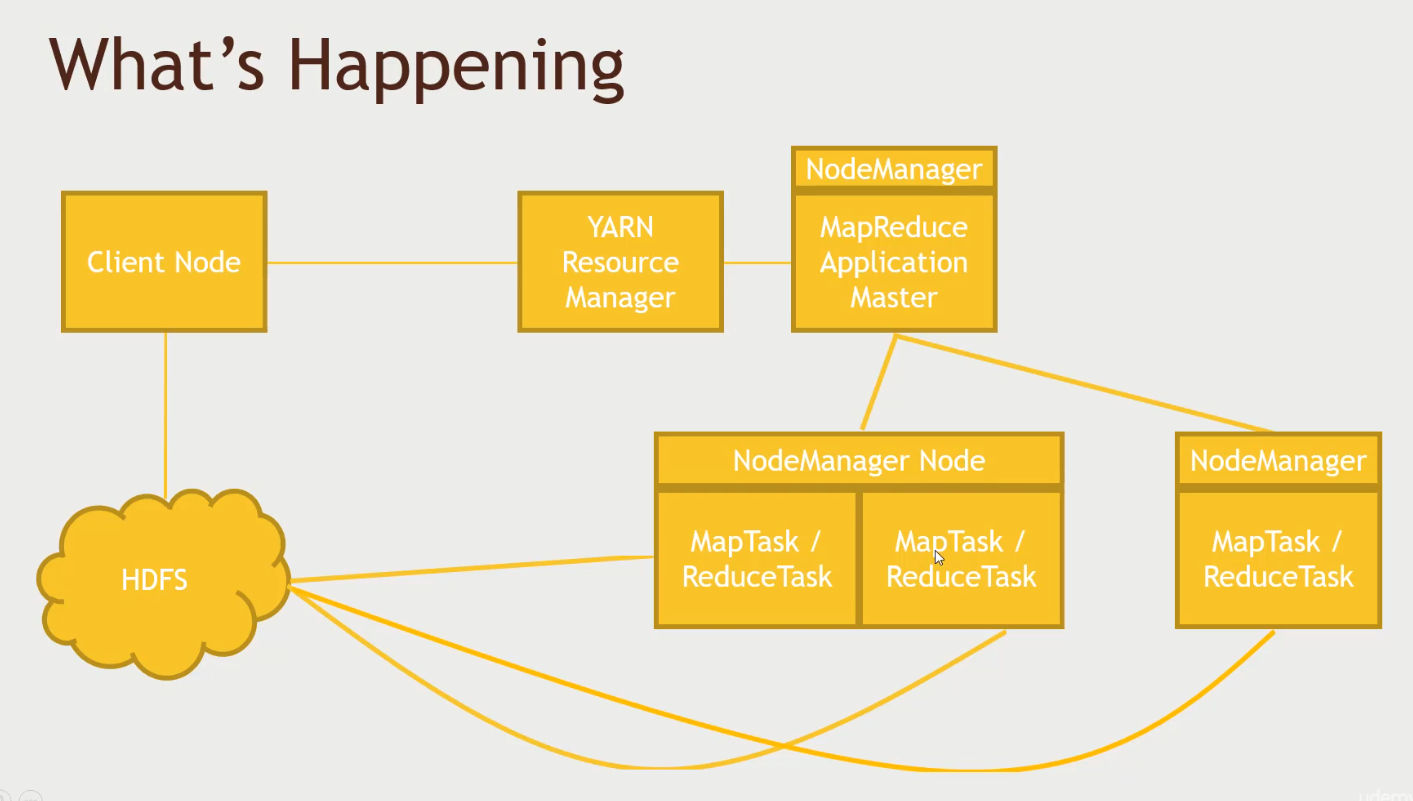 What’s Happening
NodeManager
Client Node
YARN
Resource
Manager
MapReduce
Application
Master
NodeManager Node
NodeManager
HDFS
MapTask /
ReduceTask
MapTask /
ReduceTask
MapTask /
ReduceTask
udemy